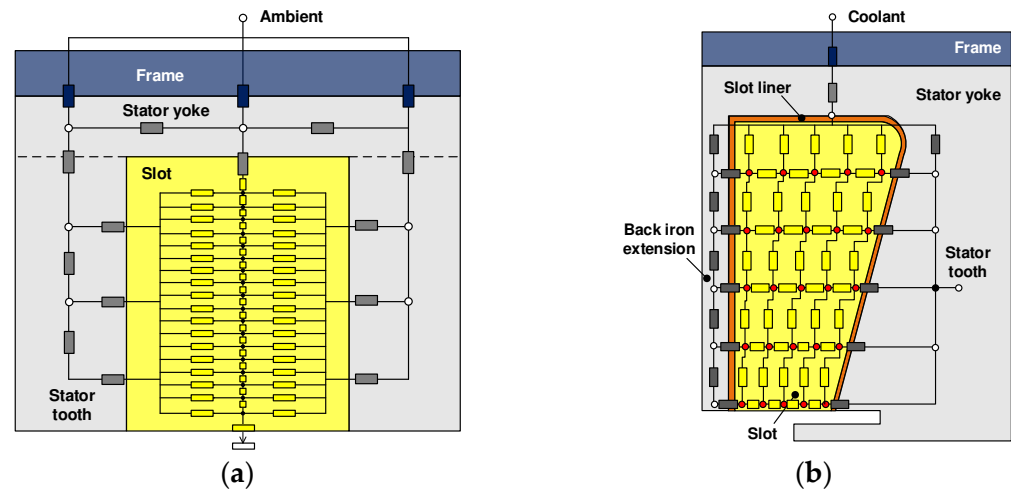 Ambient
Frame
Stator yoke
Slot
Stator
tooth
(a)
Coolant
Frame
Stator yoke
Slot liner
Back iron
extension
Stator
tooth
Slot
(b)